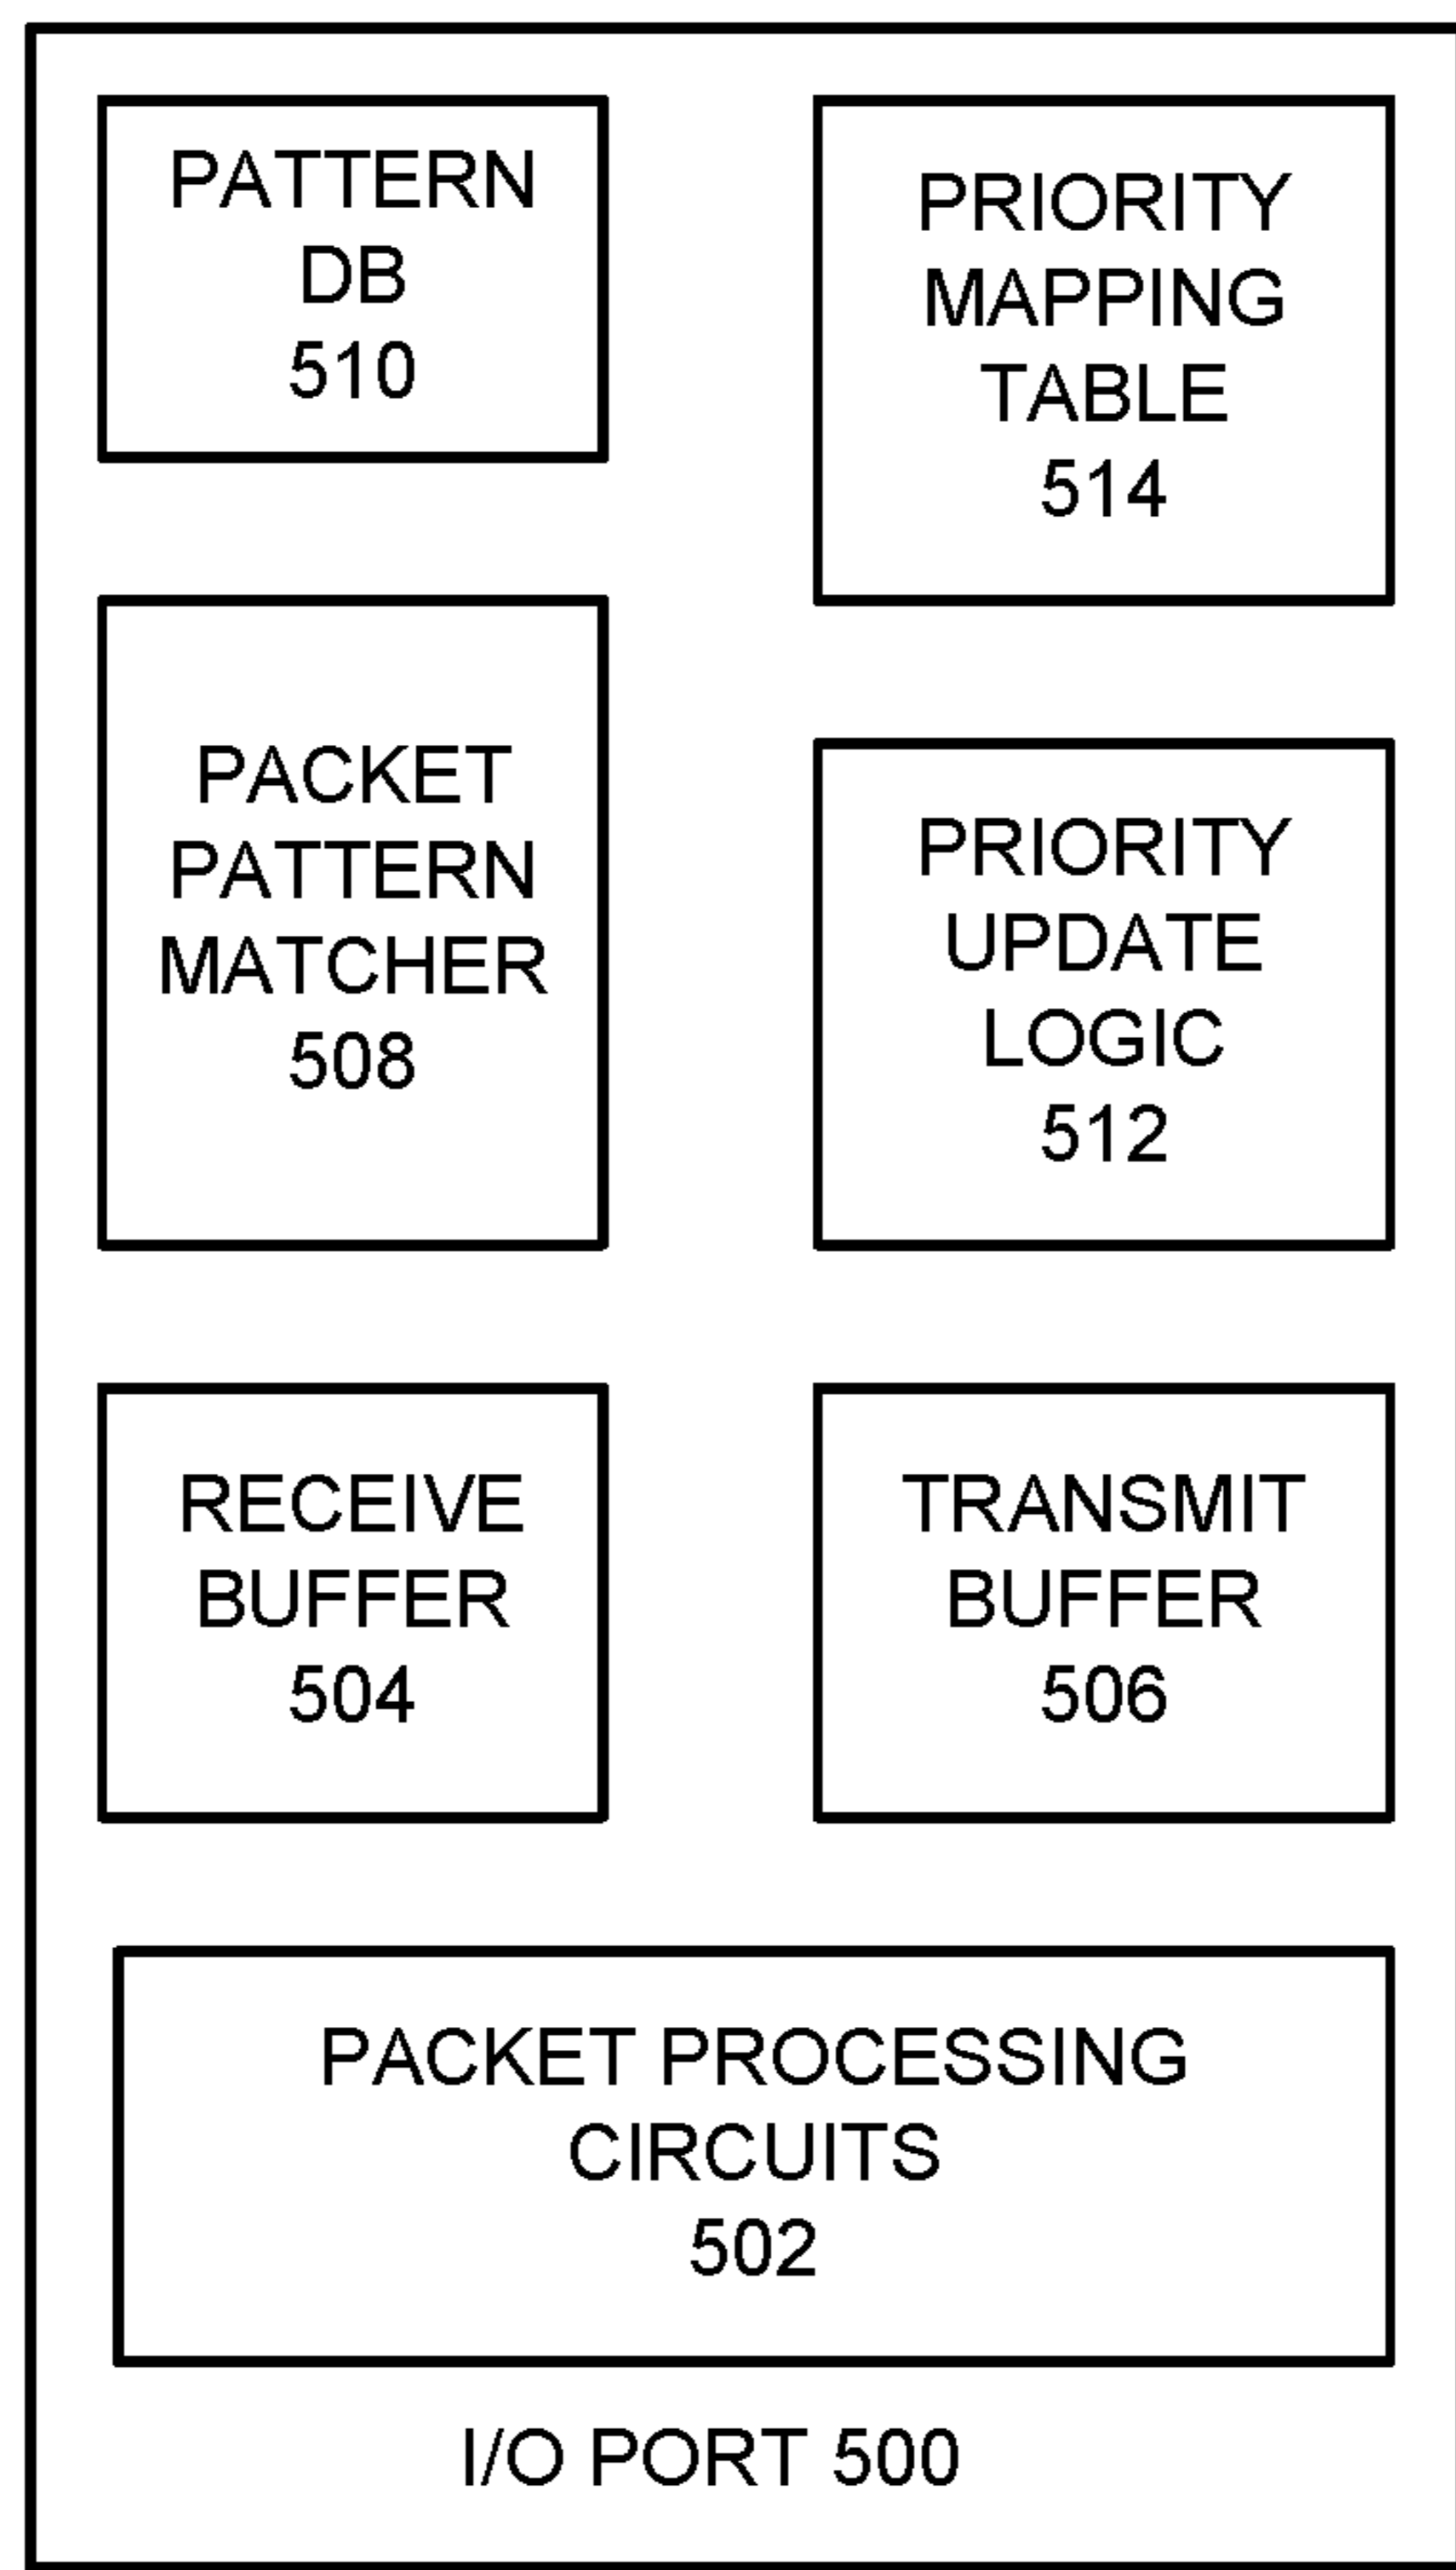 PATTERN
DB
510
PRIORITY
MAPPING
TABLE
514
PACKET
PATTERN
MATCHER
508
PRIORITY
UPDATE
LOGIC
512
RECEIVE
BUFFER
504
TRANSMIT
BUFFER
506
PACKET PROCESSING
CIRCUITS
502
I/O PORT 500